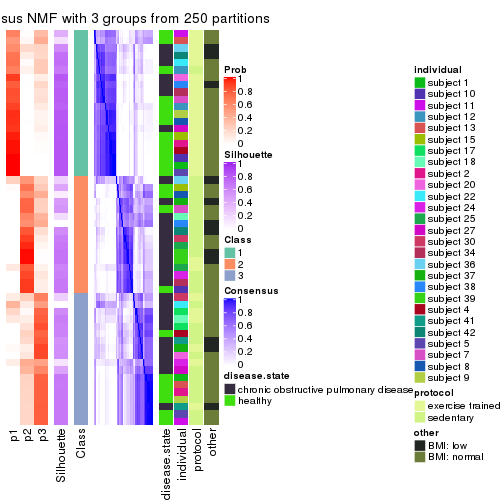 sus NMF with 3 groups from 250 partitions
p1
p2
p3
Silhouette
Class
disease.state
individual
protocol
other
Prob
1
0.8
0.6
0.4
0.2
0
Silhouette
1
0.8
0.6
0.4
0.2
0
Class
1
2
3
Consensus
1
0.8
0.6
0.4
0.2
0
disease.state
chronic obstructive pulmonary disease
healthy
individual
subject 1
subject 10
subject 11
subject 12
subject 13
subject 15
subject 17
subject 18
subject 2
subject 20
subject 22
subject 24
subject 25
subject 27
subject 30
subject 34
subject 36
subject 37
subject 38
subject 39
subject 4
subject 41
subject 42
subject 5
subject 7
subject 8
subject 9
protocol
exercise trained
sedentary
other
BMI: low
BMI: normal